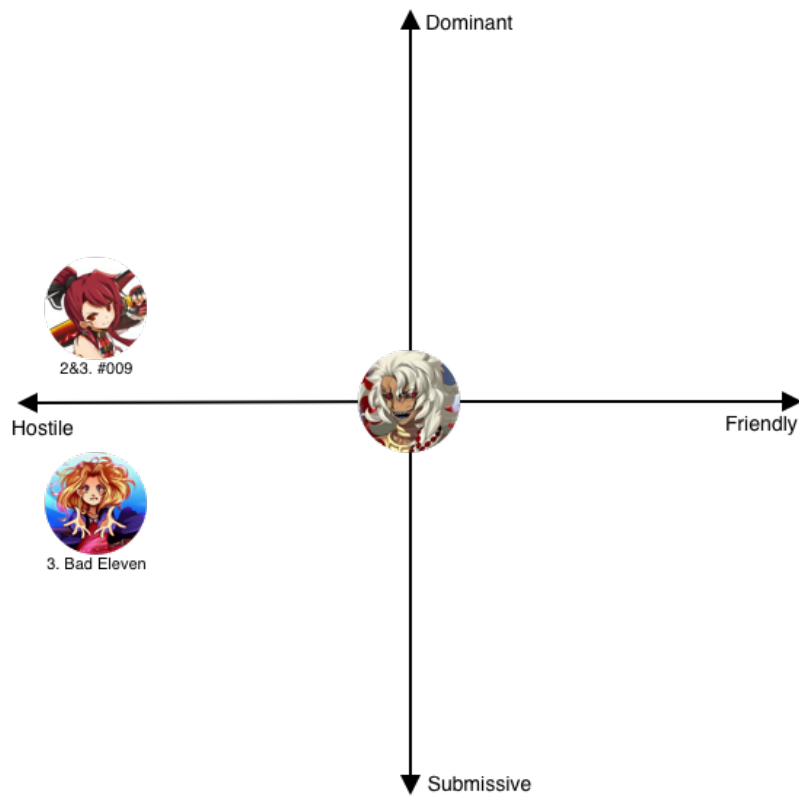 Dominant
2&3. #009
Hostile
Friendly
3. Bad Eleven
Submissive